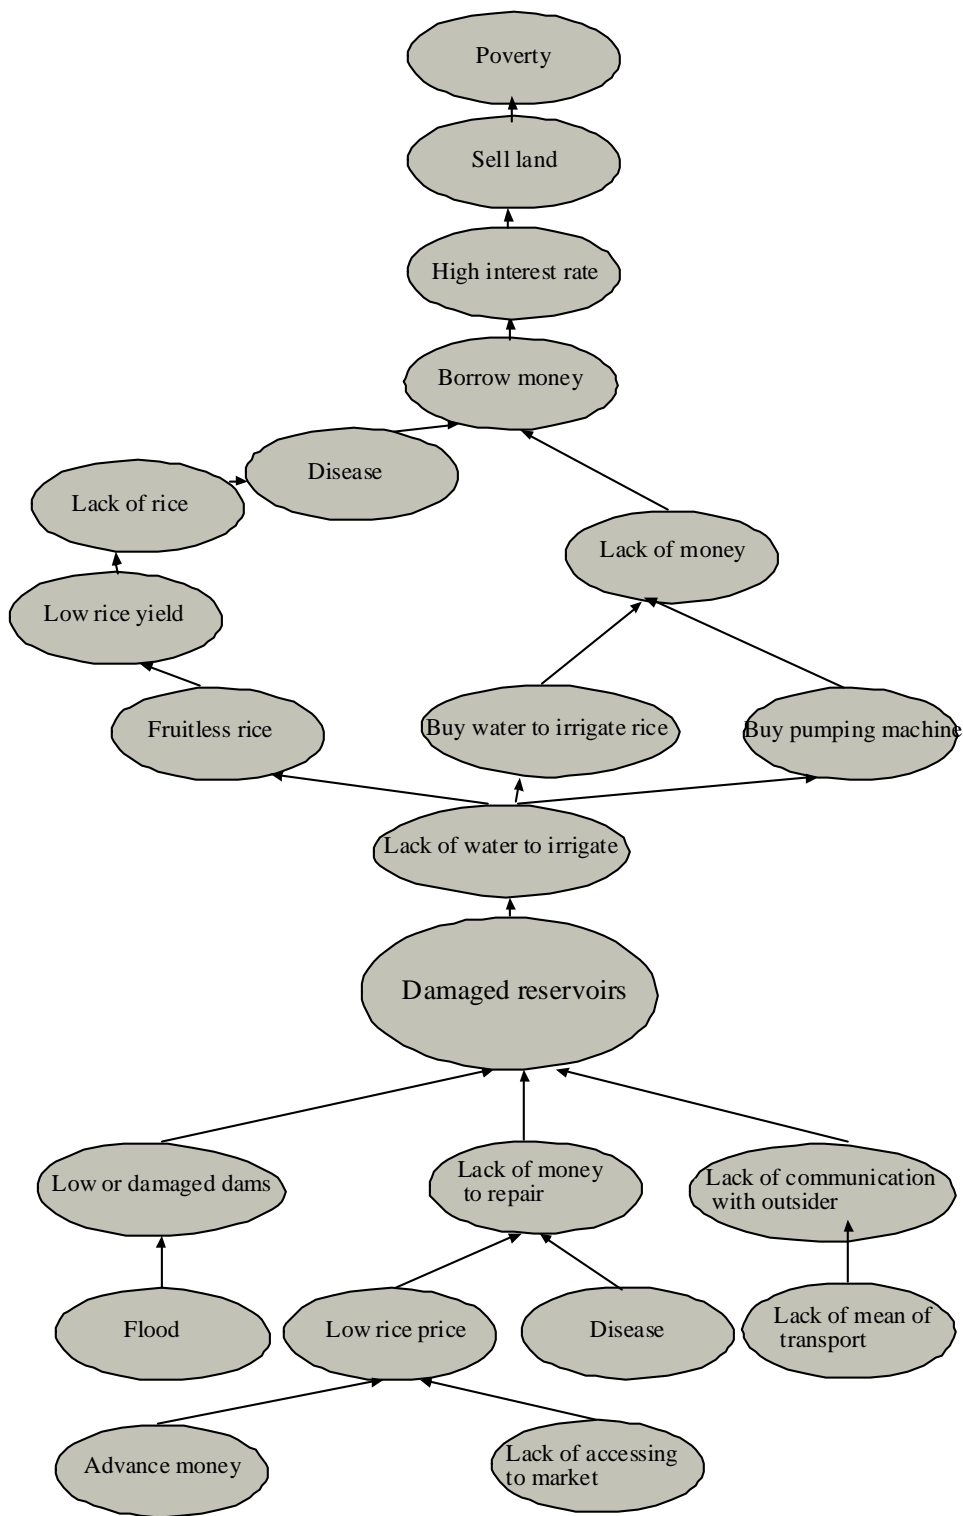 Poverty
Sell land
High interest rate
Borrow money
Disease
Lack of rice
Lack of money
Low rice yield
Fruitless rice
Buy water to irrigate rice
Buy pumping machine
Lack of water to irrigate
Damaged reservoirs
Low or damaged dams
Lack of money
to repair
Lack of communication
with outsider
Flood
Low rice price
Disease
Lack of mean of
transport
Advance money
Lack of accessing
to market